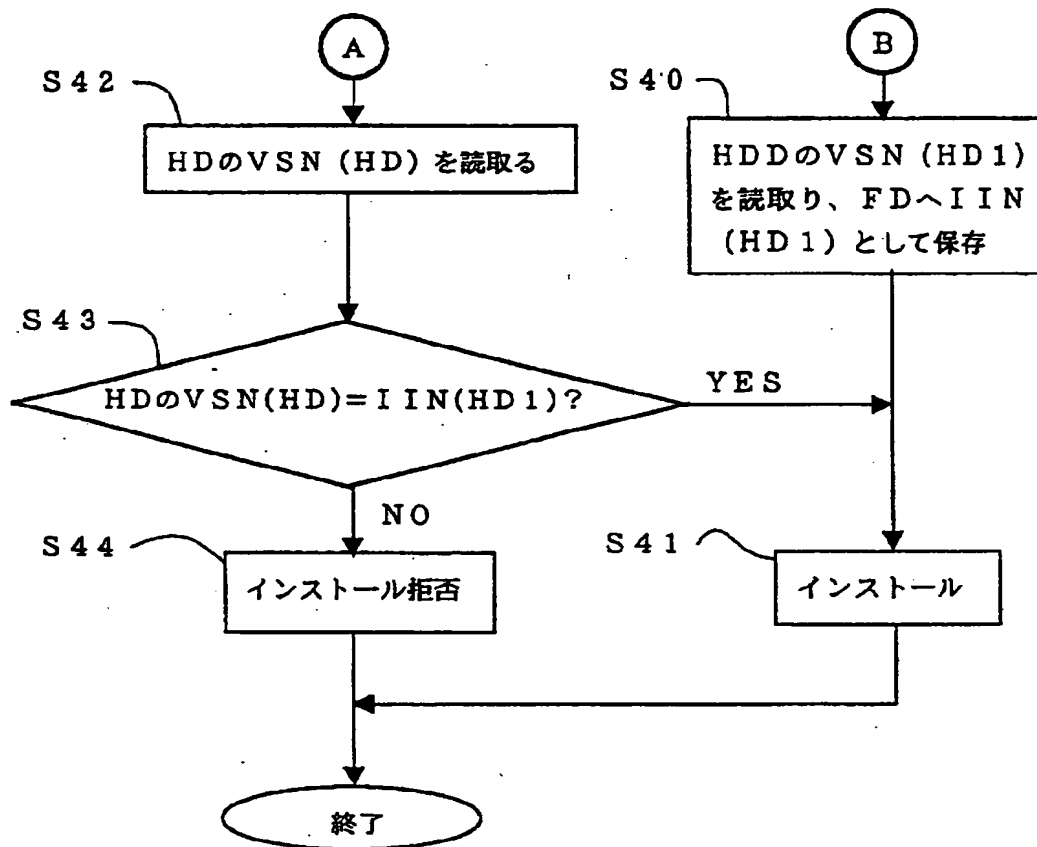 A
B
S42
S40
HDのVSN(HD)を読取る
HDDのVSN(HD1)
を読取り、FDへIIN
(HD1)として保存
S43
HDのVSN(HD)=IIN(HD1)?
YES
NO
S44
S41
インストール拒否
インストール
終了